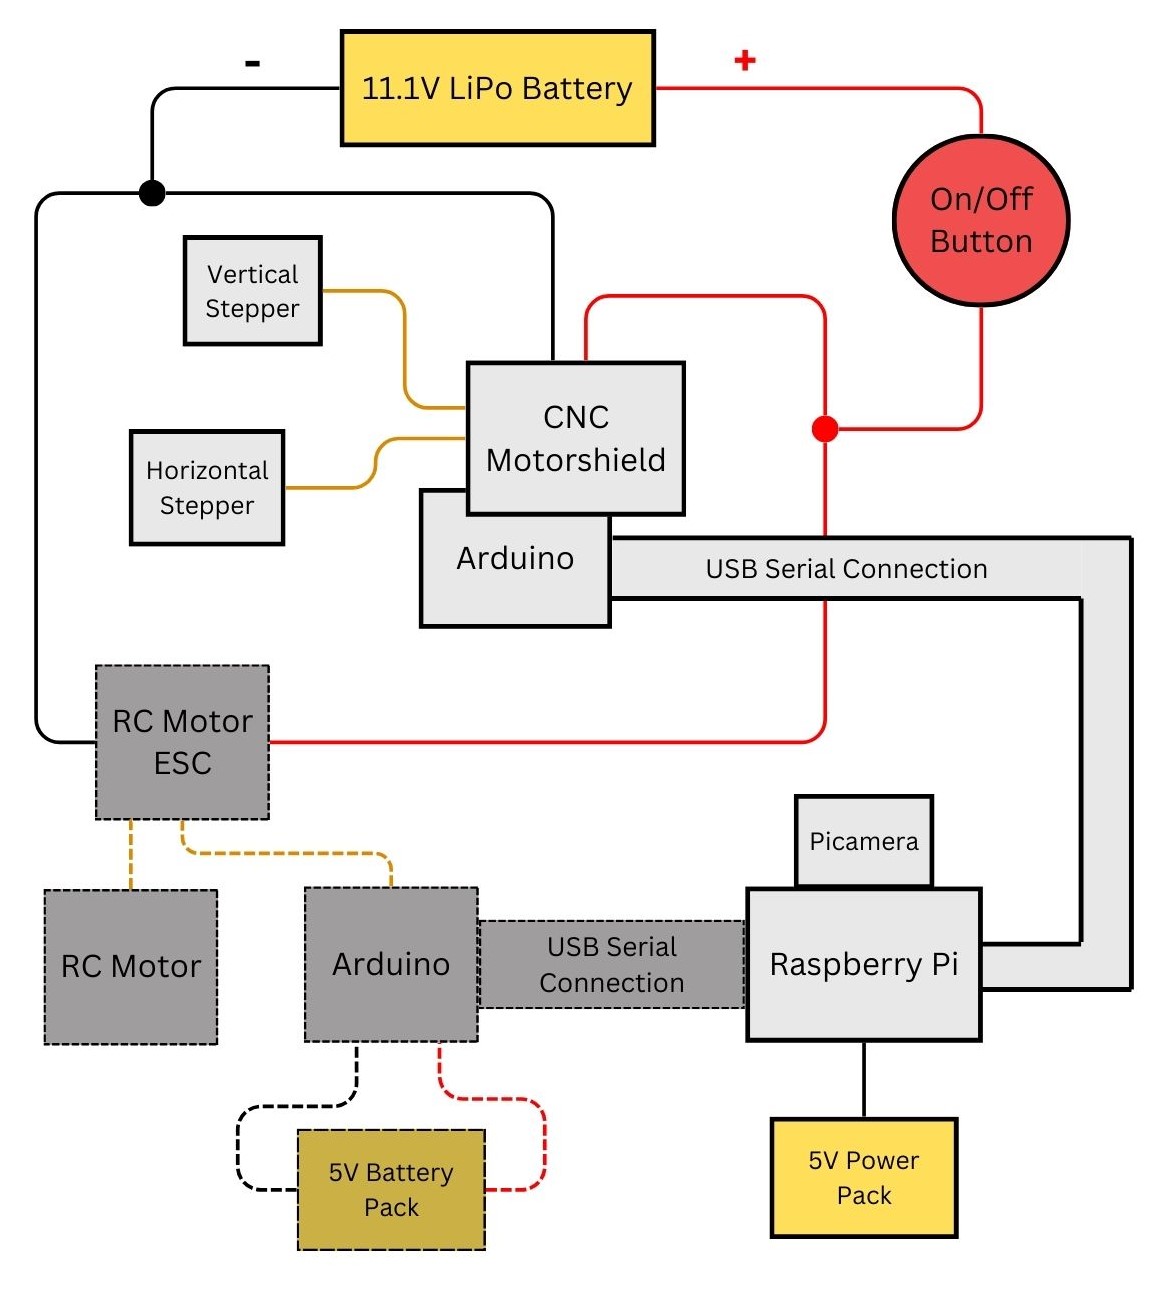 -
+
11.1V LiPo Battery
On/Off
Button
Vertical
Stepper
CNC
Motorshield
Horizontal
Stepper
Arduino
USB Serial Connection
RC Motor
ESC
Picamera
RC Motor
Arduino
USB Serial
Connection
Raspberry Pi
5V Battery
Pack
5V Power
Pack